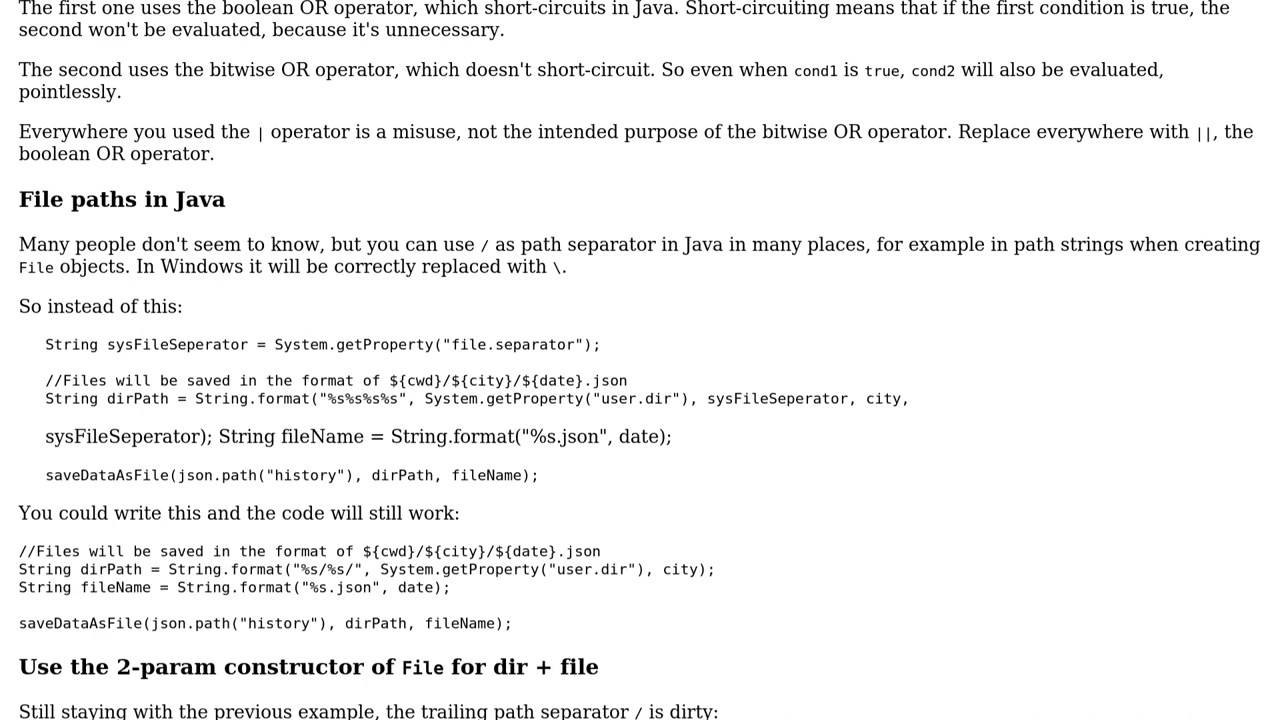 The first one uses the boolean OR operator, which short-circuits in Java. Short-circuiting means that if the first condition is true, the
second won't be evaluated, because it's unnecessary.
The second uses the bitwise OR operator, which doesn't short-circuit. So even when cond1 is true, cond2 will also be evaluated,
pointlessly.
Everywhere you used the | operator is a misuse, not the intended purpose of the bitwise OR operator. Replace everywhere with ||, the
boolean OR operator.
File paths in Java
Many people don't seem to know, but you can use / as path separator in Java in many places, for example in path strings when creating
File objects. In Windows it will be correctly replaced with \.
So instead of this:
String sysFileSeperator = System.getProperty("file.separator");
//Files will be saved in the format of ${cwd}/${city}/${date}.json
String dirPath = String.format("%s%s%s%s", System.getProperty("user.dir"), sysFileSeperator, city,
sysFileSeperator); String fileName = String.format("%s.json", date);
saveDataAsFile(json.path("history"), dirPath, fileName);
You could write this and the code will still work:
//Files will be saved in the format of ${cwd}/${city}/${date}.json
String dirPath = String.format("%s/%s/", System.getProperty("user.dir"), city);
String fileName = String.format("%s.json", date);
saveDataAsFile(json.path("history"), dirPath, fileName);
Use the 2-param constructor of File for dir + file
Still staying with the previous example, the trailing path separator / is dirty: